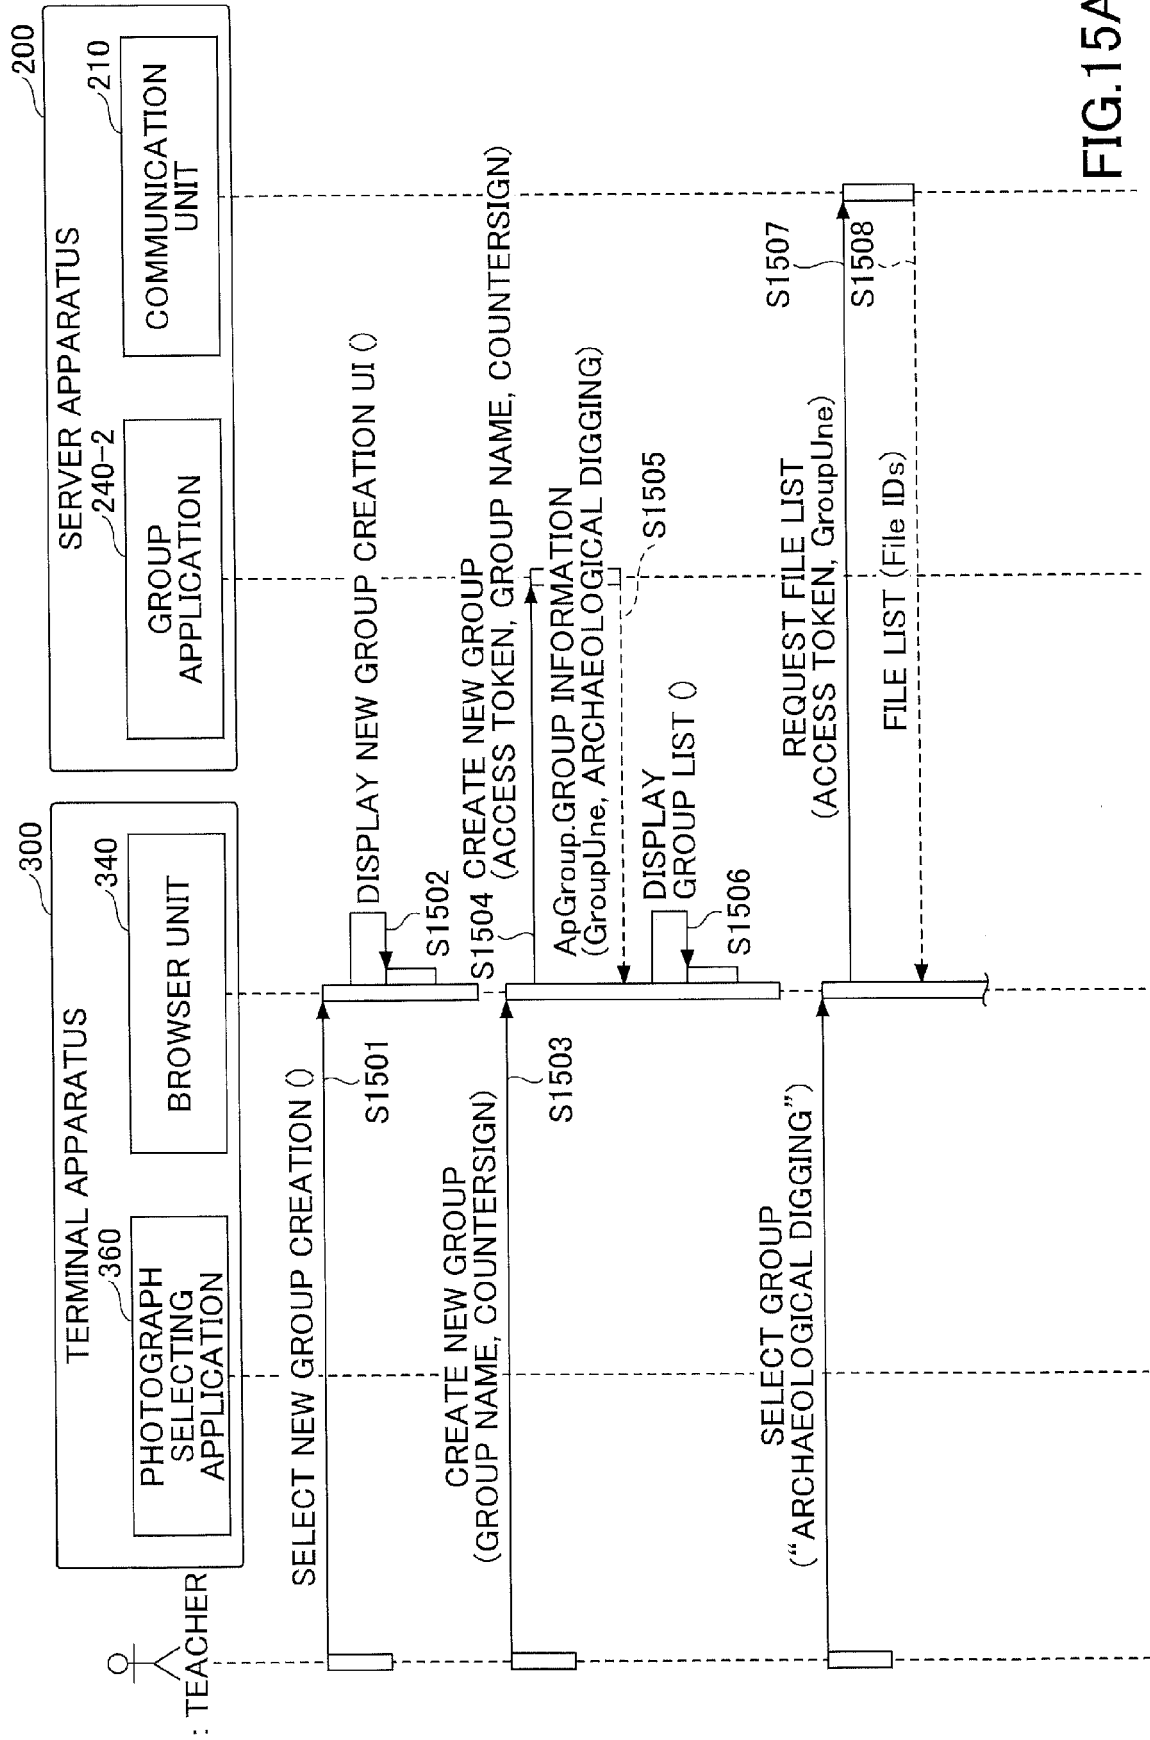 FIG.15A
: TEACHER
TERMINAL APPARATUS
300
360
PHOTOGRAPH
SELECTING
APPLICATION
340
BROWSER UNIT
SERVER APPARATUS
200
240-2
GROUP
APPLICATION
210
COMMUNICATION
UNIT
SELECT NEW GROUP CREATION ()
S1501
DISPLAY NEW GROUP CREATION UI ()
S1502
CREATE NEW GROUP
(GROUP NAME, COUNTERSIGN)
S1503
S1504
CREATE NEW GROUP
(ACCESS TOKEN, GROUP NAME, COUNTERSIGN)
ApGroup.GROUP INFORMATION
(GroupUne, ARCHAEOLOGICAL DIGGING)
S1505
DISPLAY
GROUP LIST ()
S1506
SELECT GROUP
(“ARCHAEOLOGICAL DIGGING”)
REQUEST FILE LIST
(ACCESS TOKEN, GroupUne)
S1507
FILE LIST (File IDs)
S1508